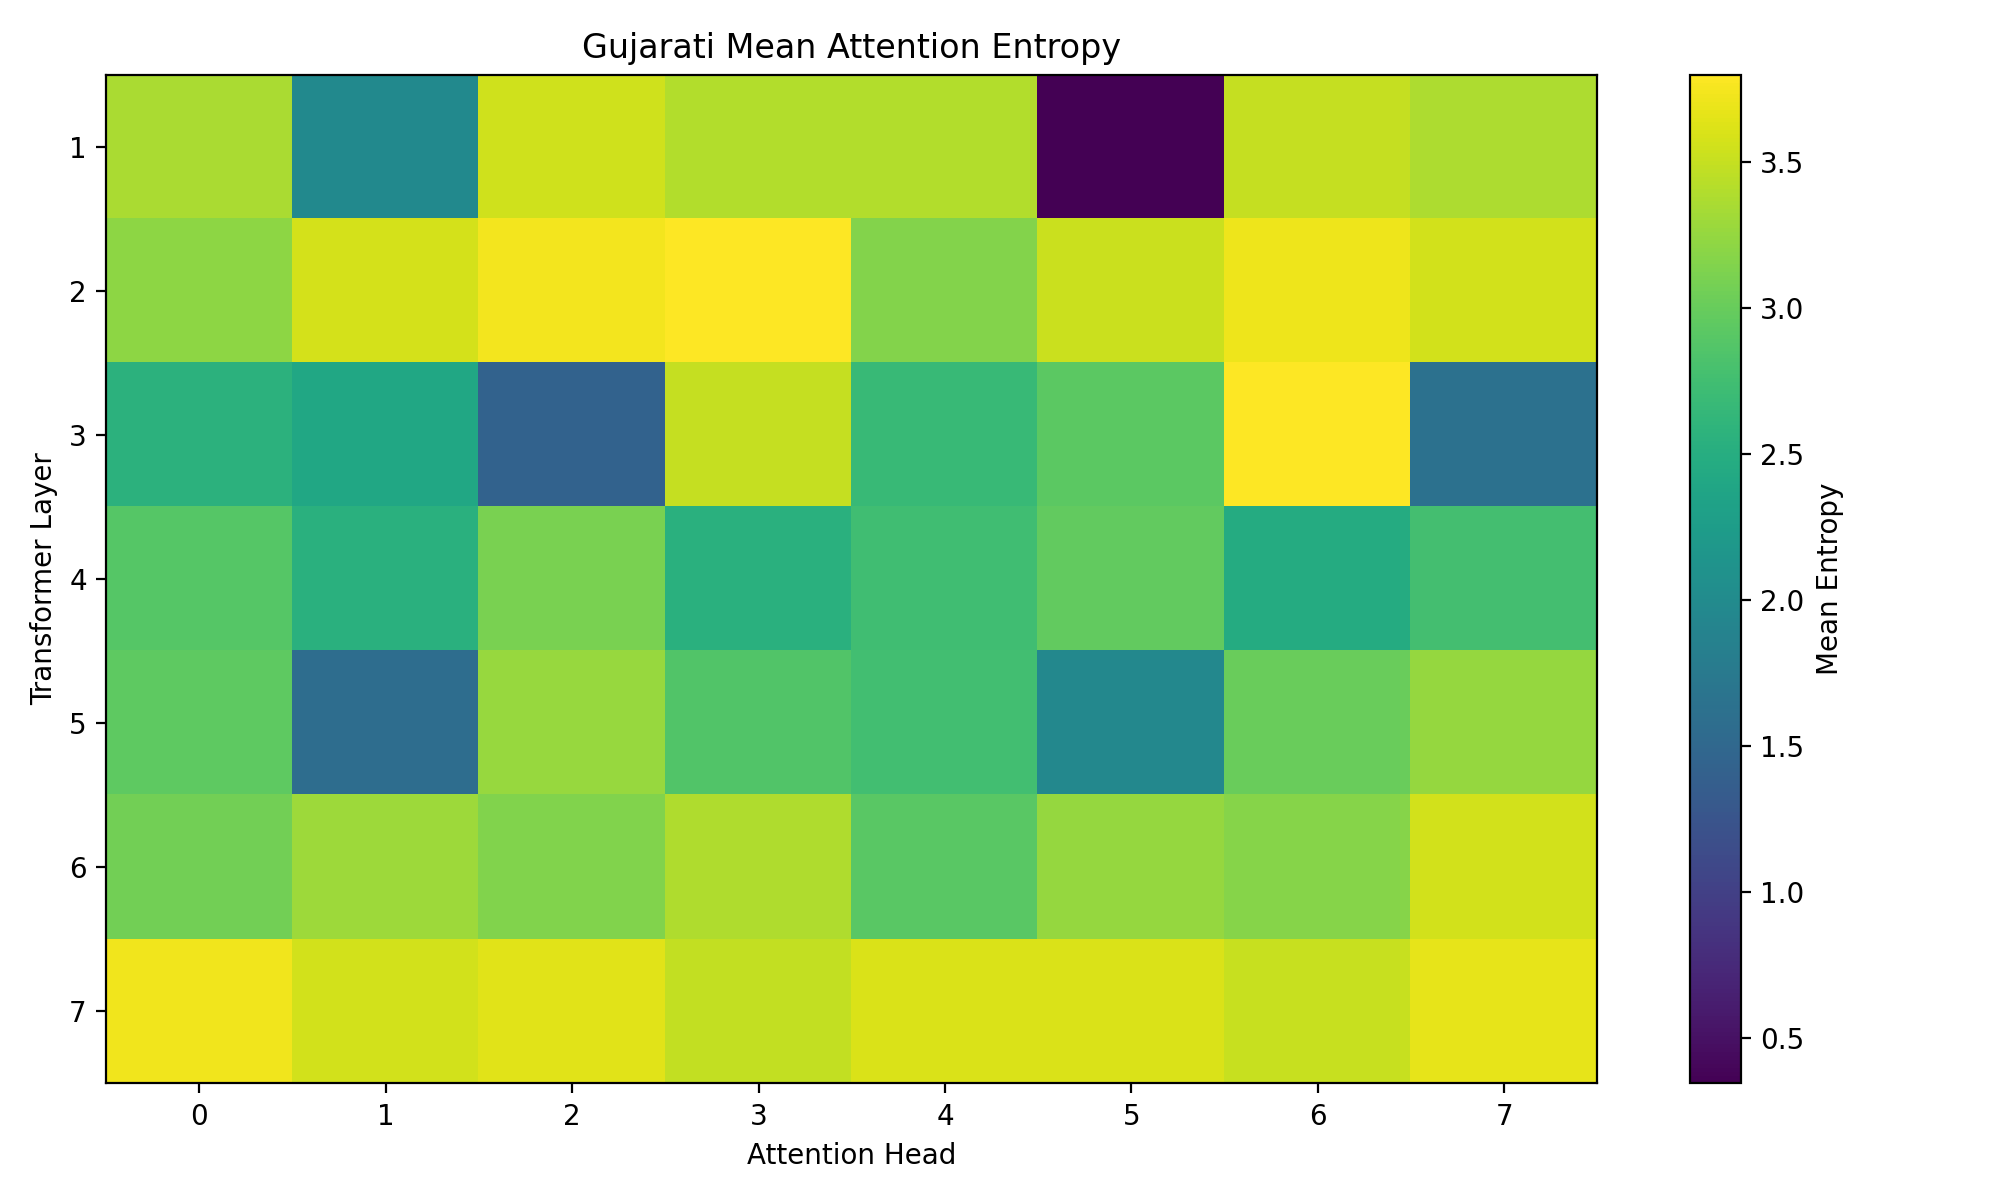 Gujarati Mean Attention Entropy
Transformer Layer
1
2
3
4
5
6
7
0 1 2 3 4 5 6 7
Attention Head
3.5
3.0
2.5
2.0
1.5
1.0
0.5
Mean Entropy